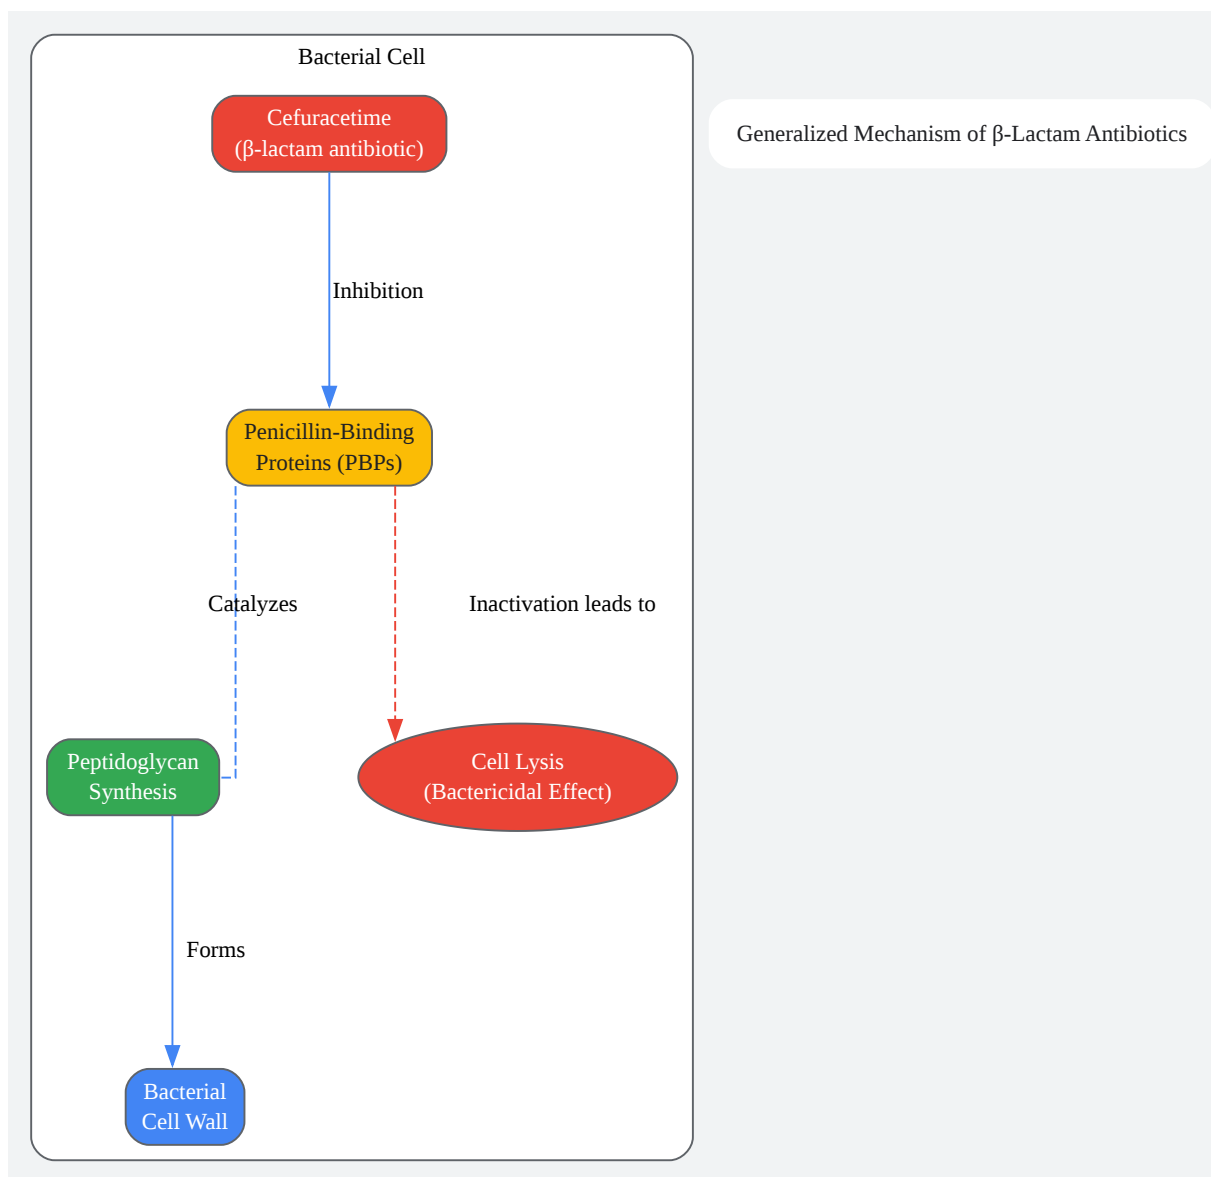 Bacterial Cell
Cefuracetime
(β-lactam antibiotic)
Generalized Mechanism of β-Lactam Antibiotics
Inhibition
Penicillin-Binding
Proteins (PBPs)
Catalyzes
Inactivation leads to
Peptidoglycan
Synthesis
Cell Lysis
(Bactericidal Effect)
Forms
Bacterial
Cell Wall